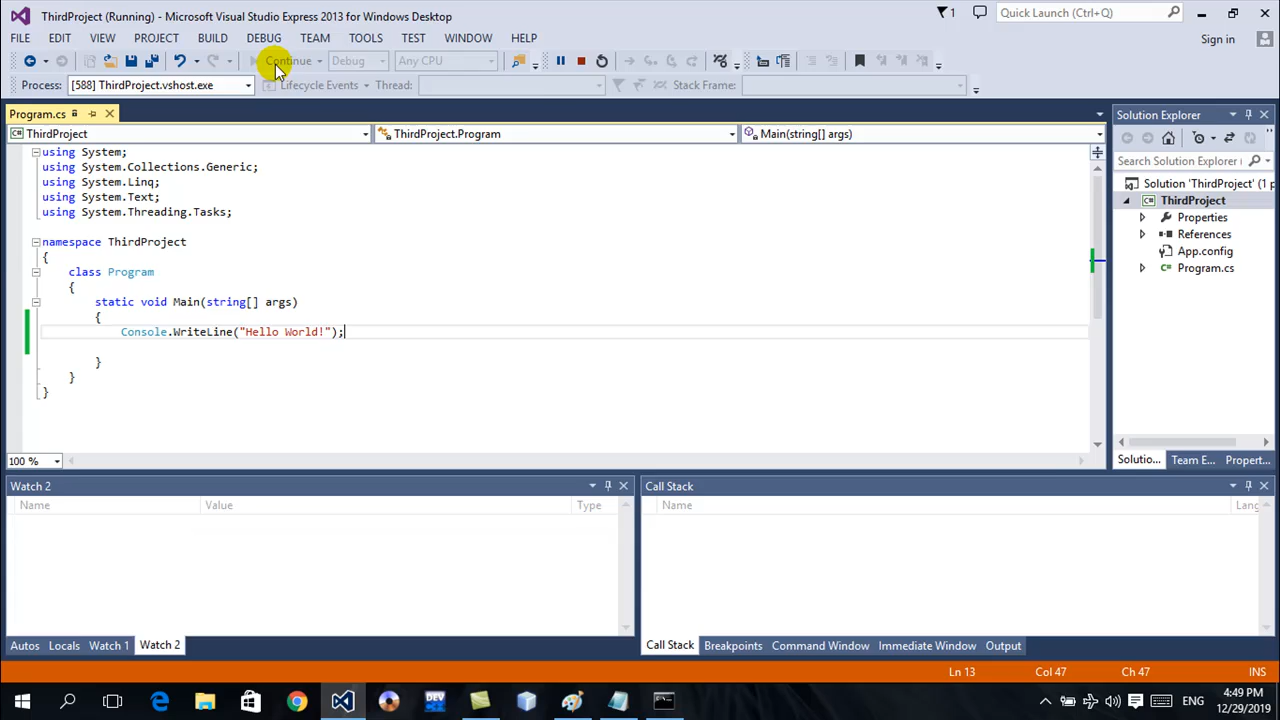 ThirdProject (Running) - Microsoft Visual Studio Express 2013 for Windows Desktop
1
Quick Launch (Ctrl+Q)
FILE EDIT VIEW PROJECT BUILD DEBUG TEAM TOOLS TEST WINDOW HELP
Sign in
Continue Debug Any CPU
Process: [588] ThirdProject.vshost.exe Lifecycle Events Thread: Stack Frame:
Program.cs
ThirdProject ThirdProject.Program Main(string[] args)
using System;
using System.Collections.Generic;
using System.Linq;
using System.Text;
using System.Threading.Tasks;
namespace ThirdProject
{
class Program
{
static void Main(string[] args)
{
Console.WriteLine("Hello World!");
}
}
}
100 %
Solution Explorer
Search Solution Explorer (
Solution 'ThirdProject' (1 p
ThirdProject
Properties
References
App.config
Program.cs
Solutio... Team E... Propert...
Watch 2
Name Value Type
Autos Locals Watch 1 Watch 2
Call Stack
Name Lang
Call Stack Breakpoints Command Window Immediate Window Output
Ln 13 Col 47 Ch 47 INS
DEV
ENG
4:49 PM
12/29/2019